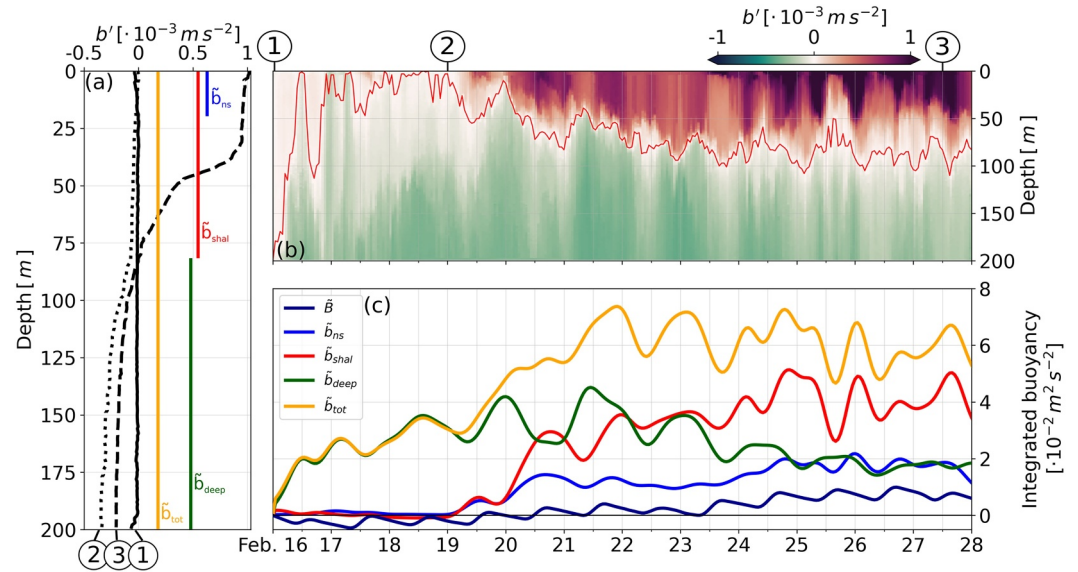 b′ [· 10⁻³ m s⁻²]
-0.5 0 0.5 1
(a)
b̃ns
b̃shal
b̃deep
b̃tot
0
25
50
75
100
125
150
175
200
Depth [m]
2 3 1
b′ [· 10⁻³ m s⁻²]
-1 0 1
1 2 3
(b)
0
50
100
150
200
Depth [m]
(c)
B̃
b̃ns
b̃shal
b̃deep
b̃tot
8
6
4
2
0
Integrated buoyancy
[· 10⁻² m² s⁻²]
Feb. 16 17 18 19 20 21 22 23 24 25 26 27 28